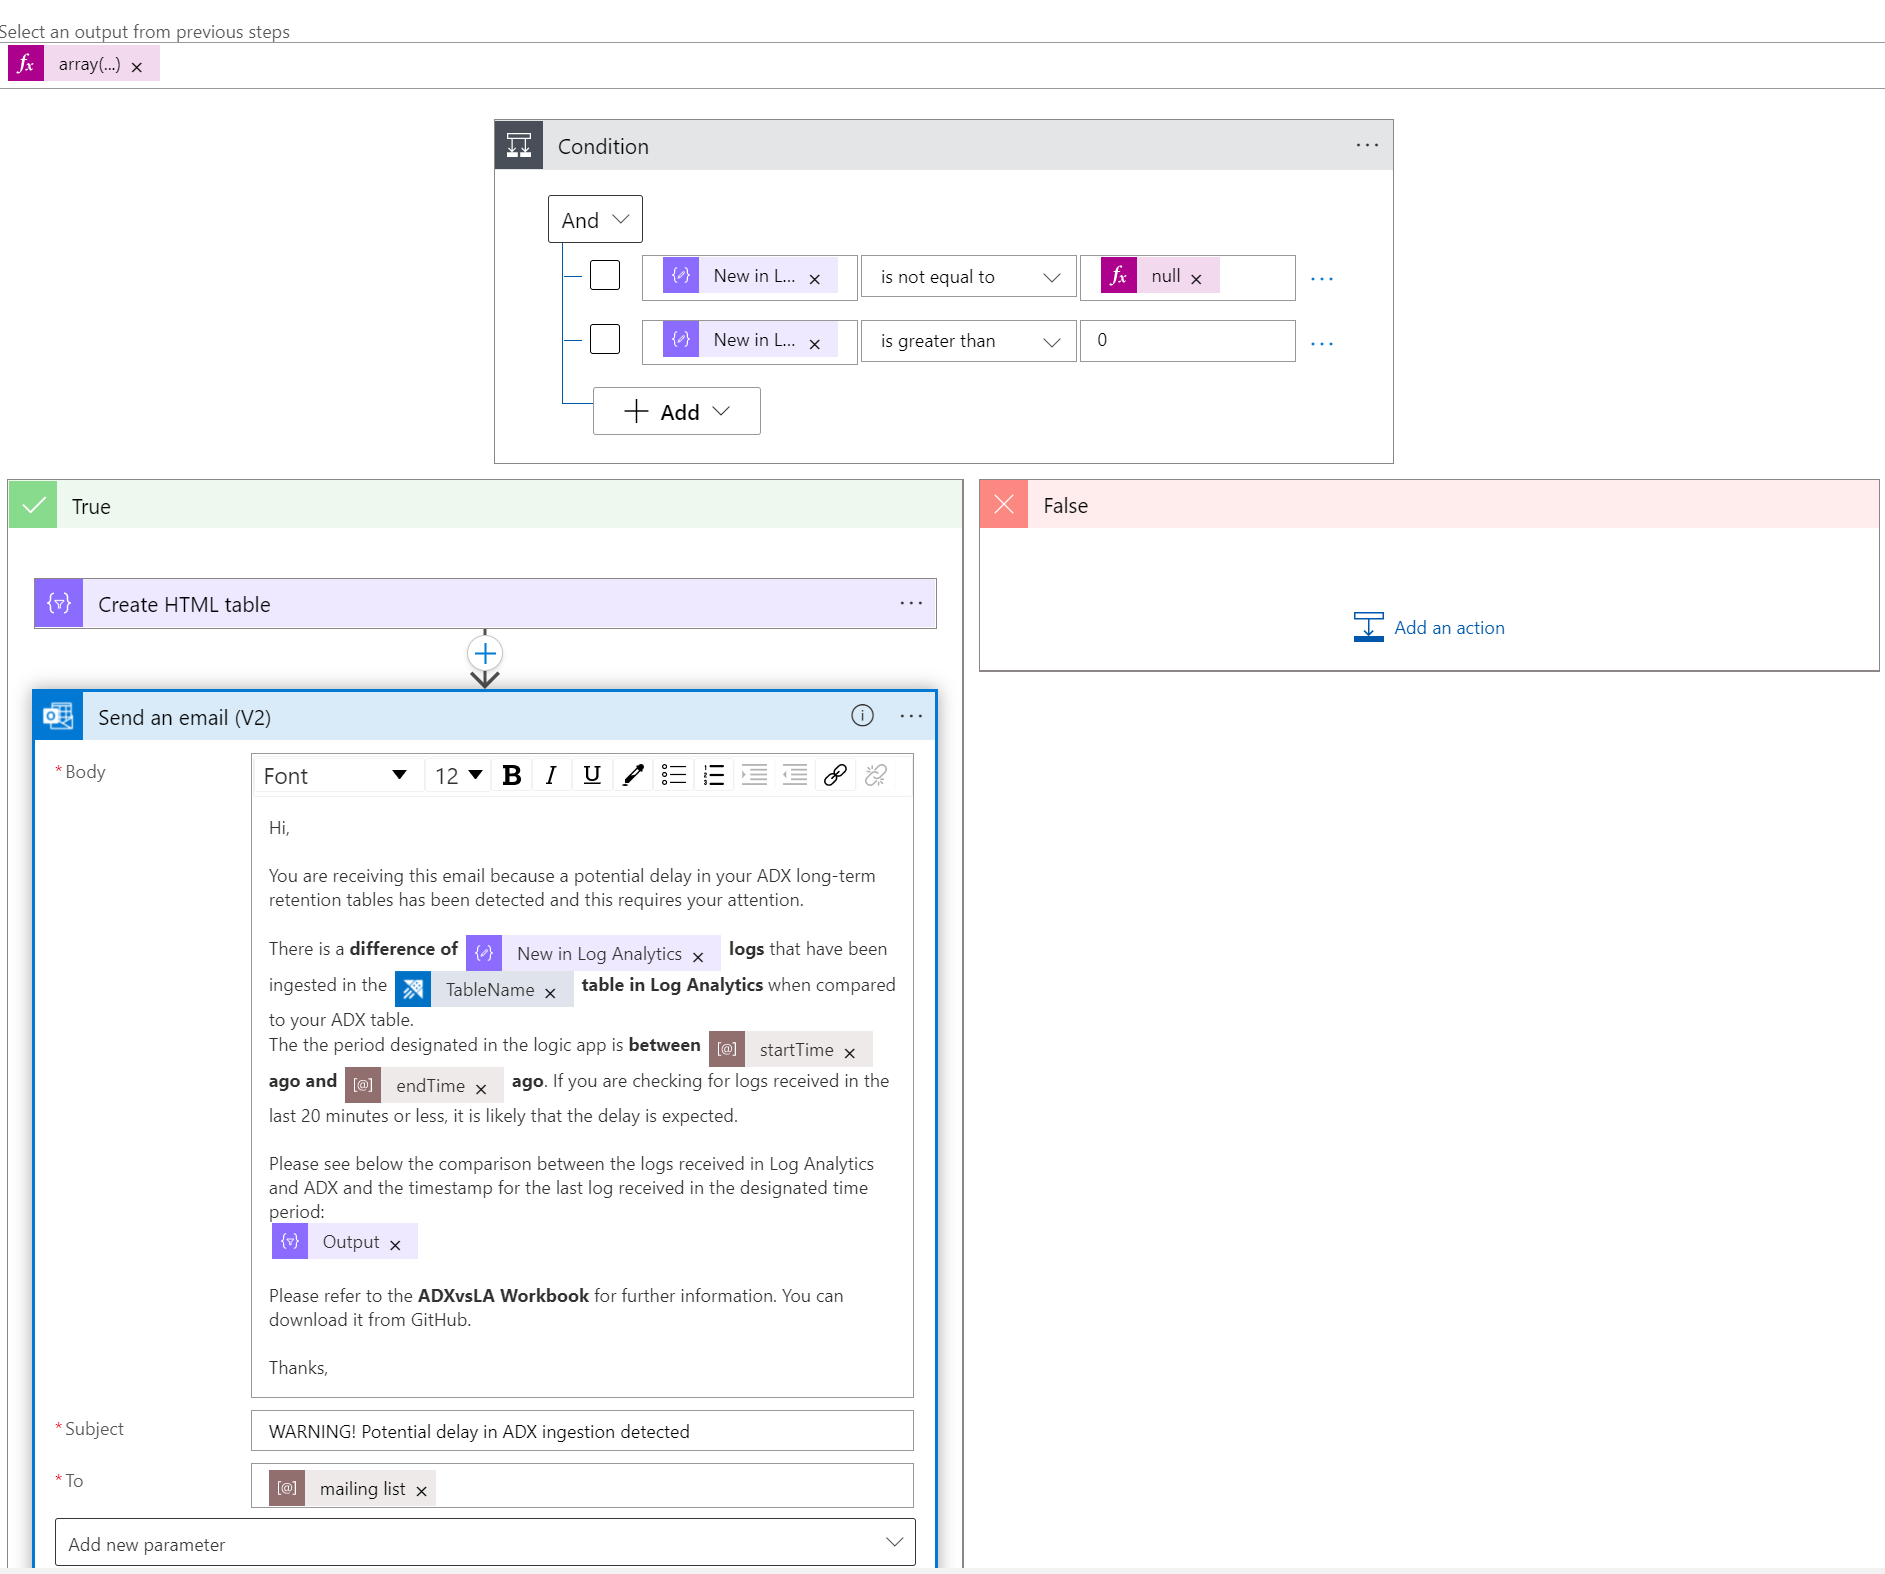 Select an output from previous steps
fx array(...) ×
Condition
...
And
New in L... × is not equal to fx null × ...
New in L... × is greater than 0 ...
+ Add
True
False
Create HTML table ...
Add an action
Send an email (V2) ...
* Body
Font 12 B I U
Hi,
You are receiving this email because a potential delay in your ADX long-term
retention tables has been detected and this requires your attention.
There is a difference of New in Log Analytics × logs that have been
ingested in the TableName × table in Log Analytics when compared
to your ADX table.
The the period designated in the logic app is between [@] startTime ×
ago and [@] endTime × ago. If you are checking for logs received in the
last 20 minutes or less, it is likely that the delay is expected.
Please see below the comparison between the logs received in Log Analytics
and ADX and the timestamp for the last log received in the designated time
period:
Output ×
Please refer to the ADXvsLA Workbook for further information. You can
download it from GitHub.
Thanks,
* Subject
WARNING! Potential delay in ADX ingestion detected
* To
[@] mailing list ×
Add new parameter